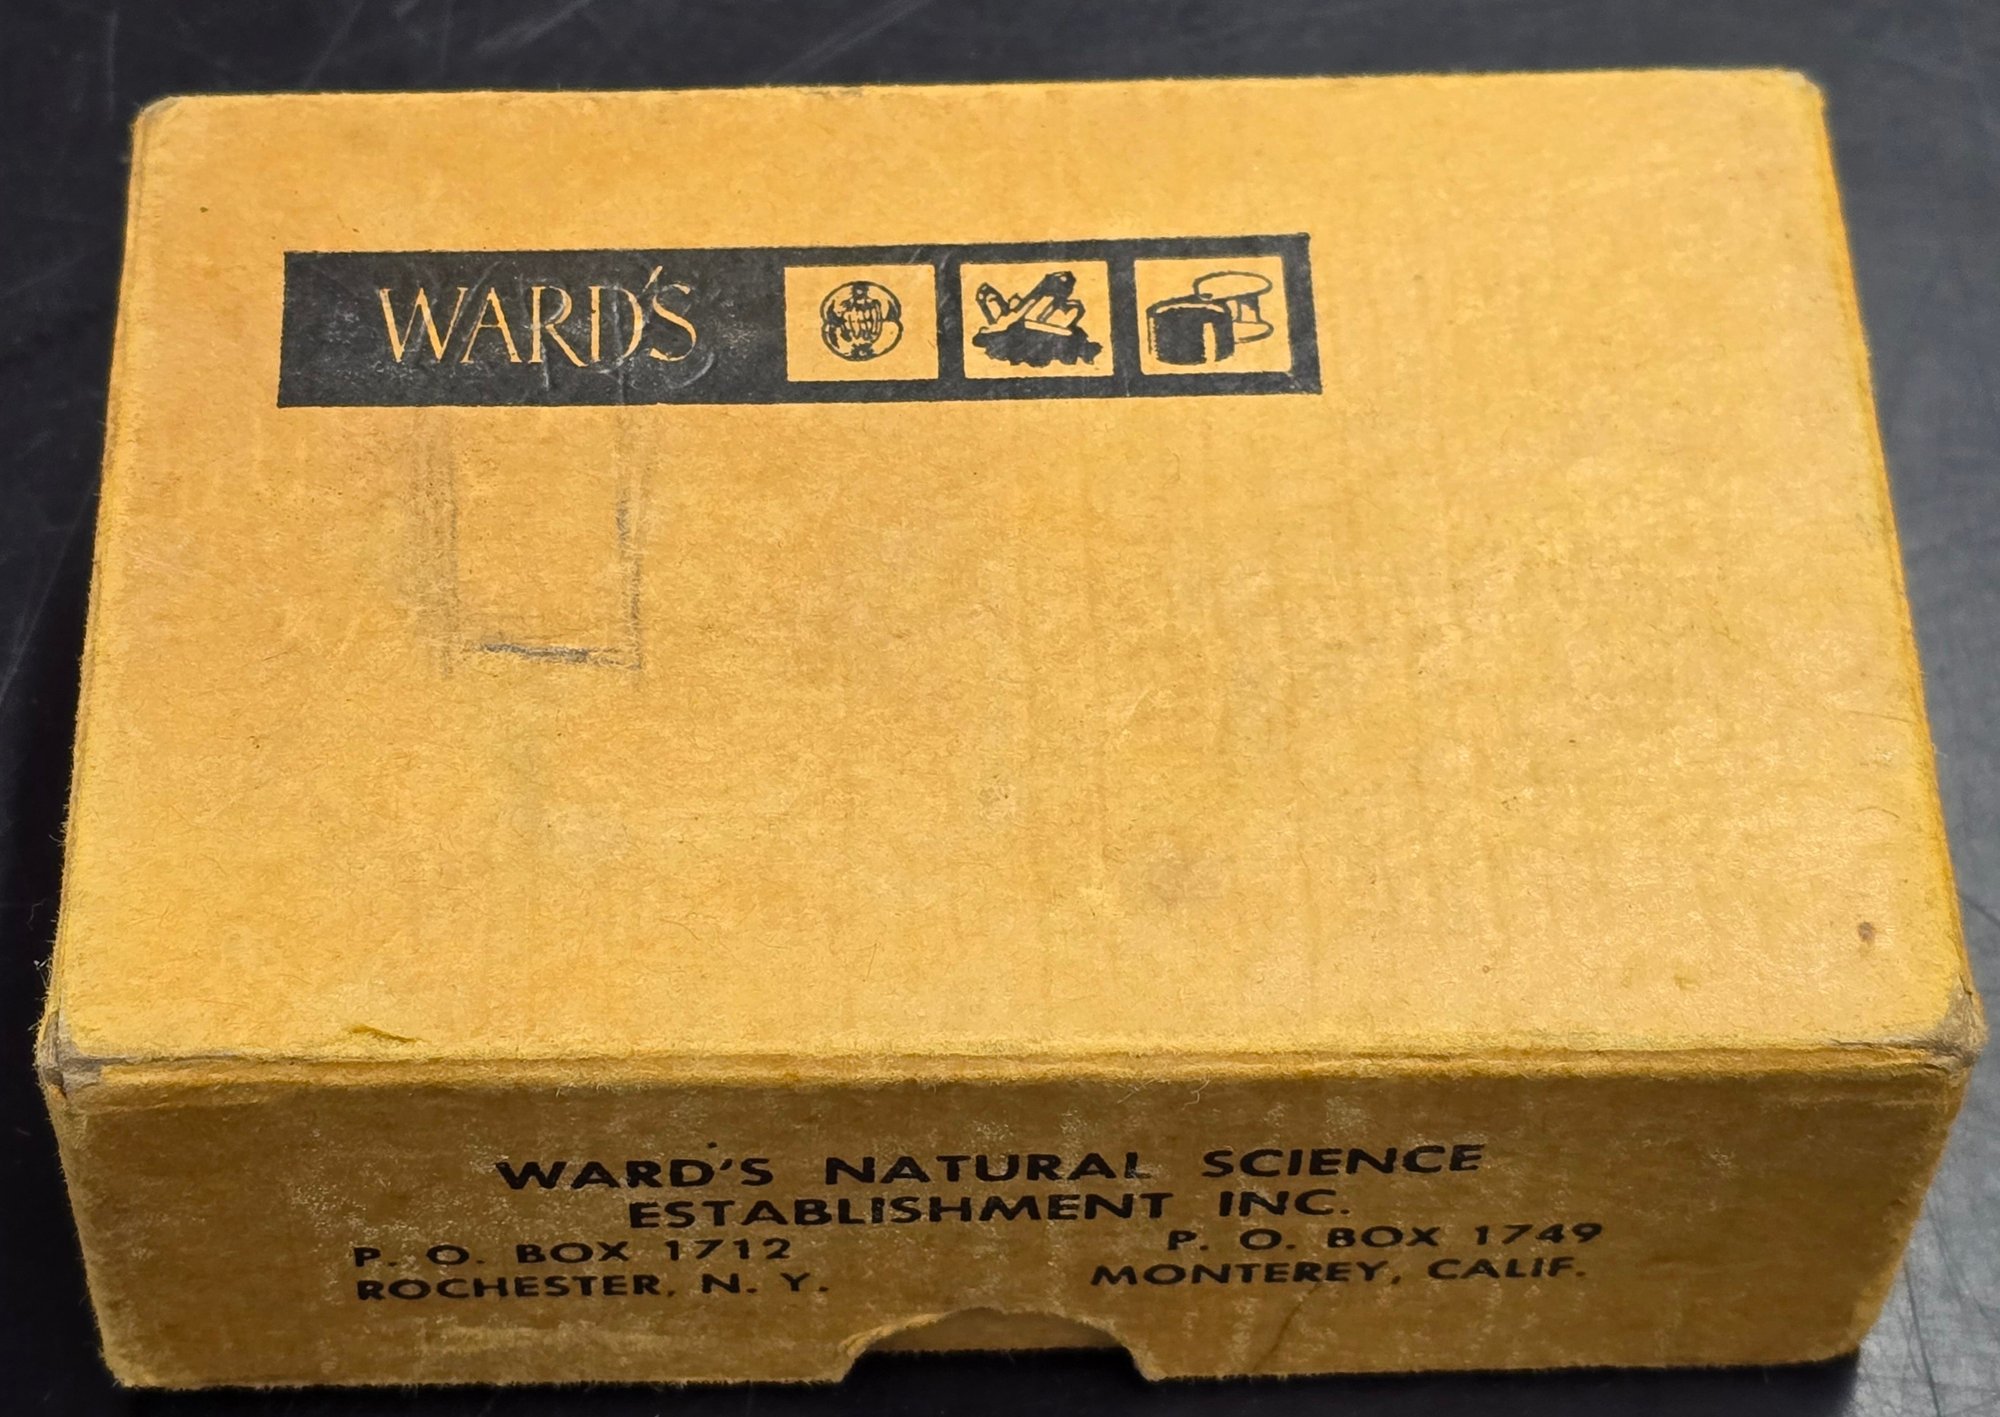 WARD'S
WARD'S NATURAL SCIENCE
ESTABLISHMENT INC.
P. O. BOX 1712
ROCHESTER, N. Y.
P. O. BOX 1749
MONTEREY, CALIF.